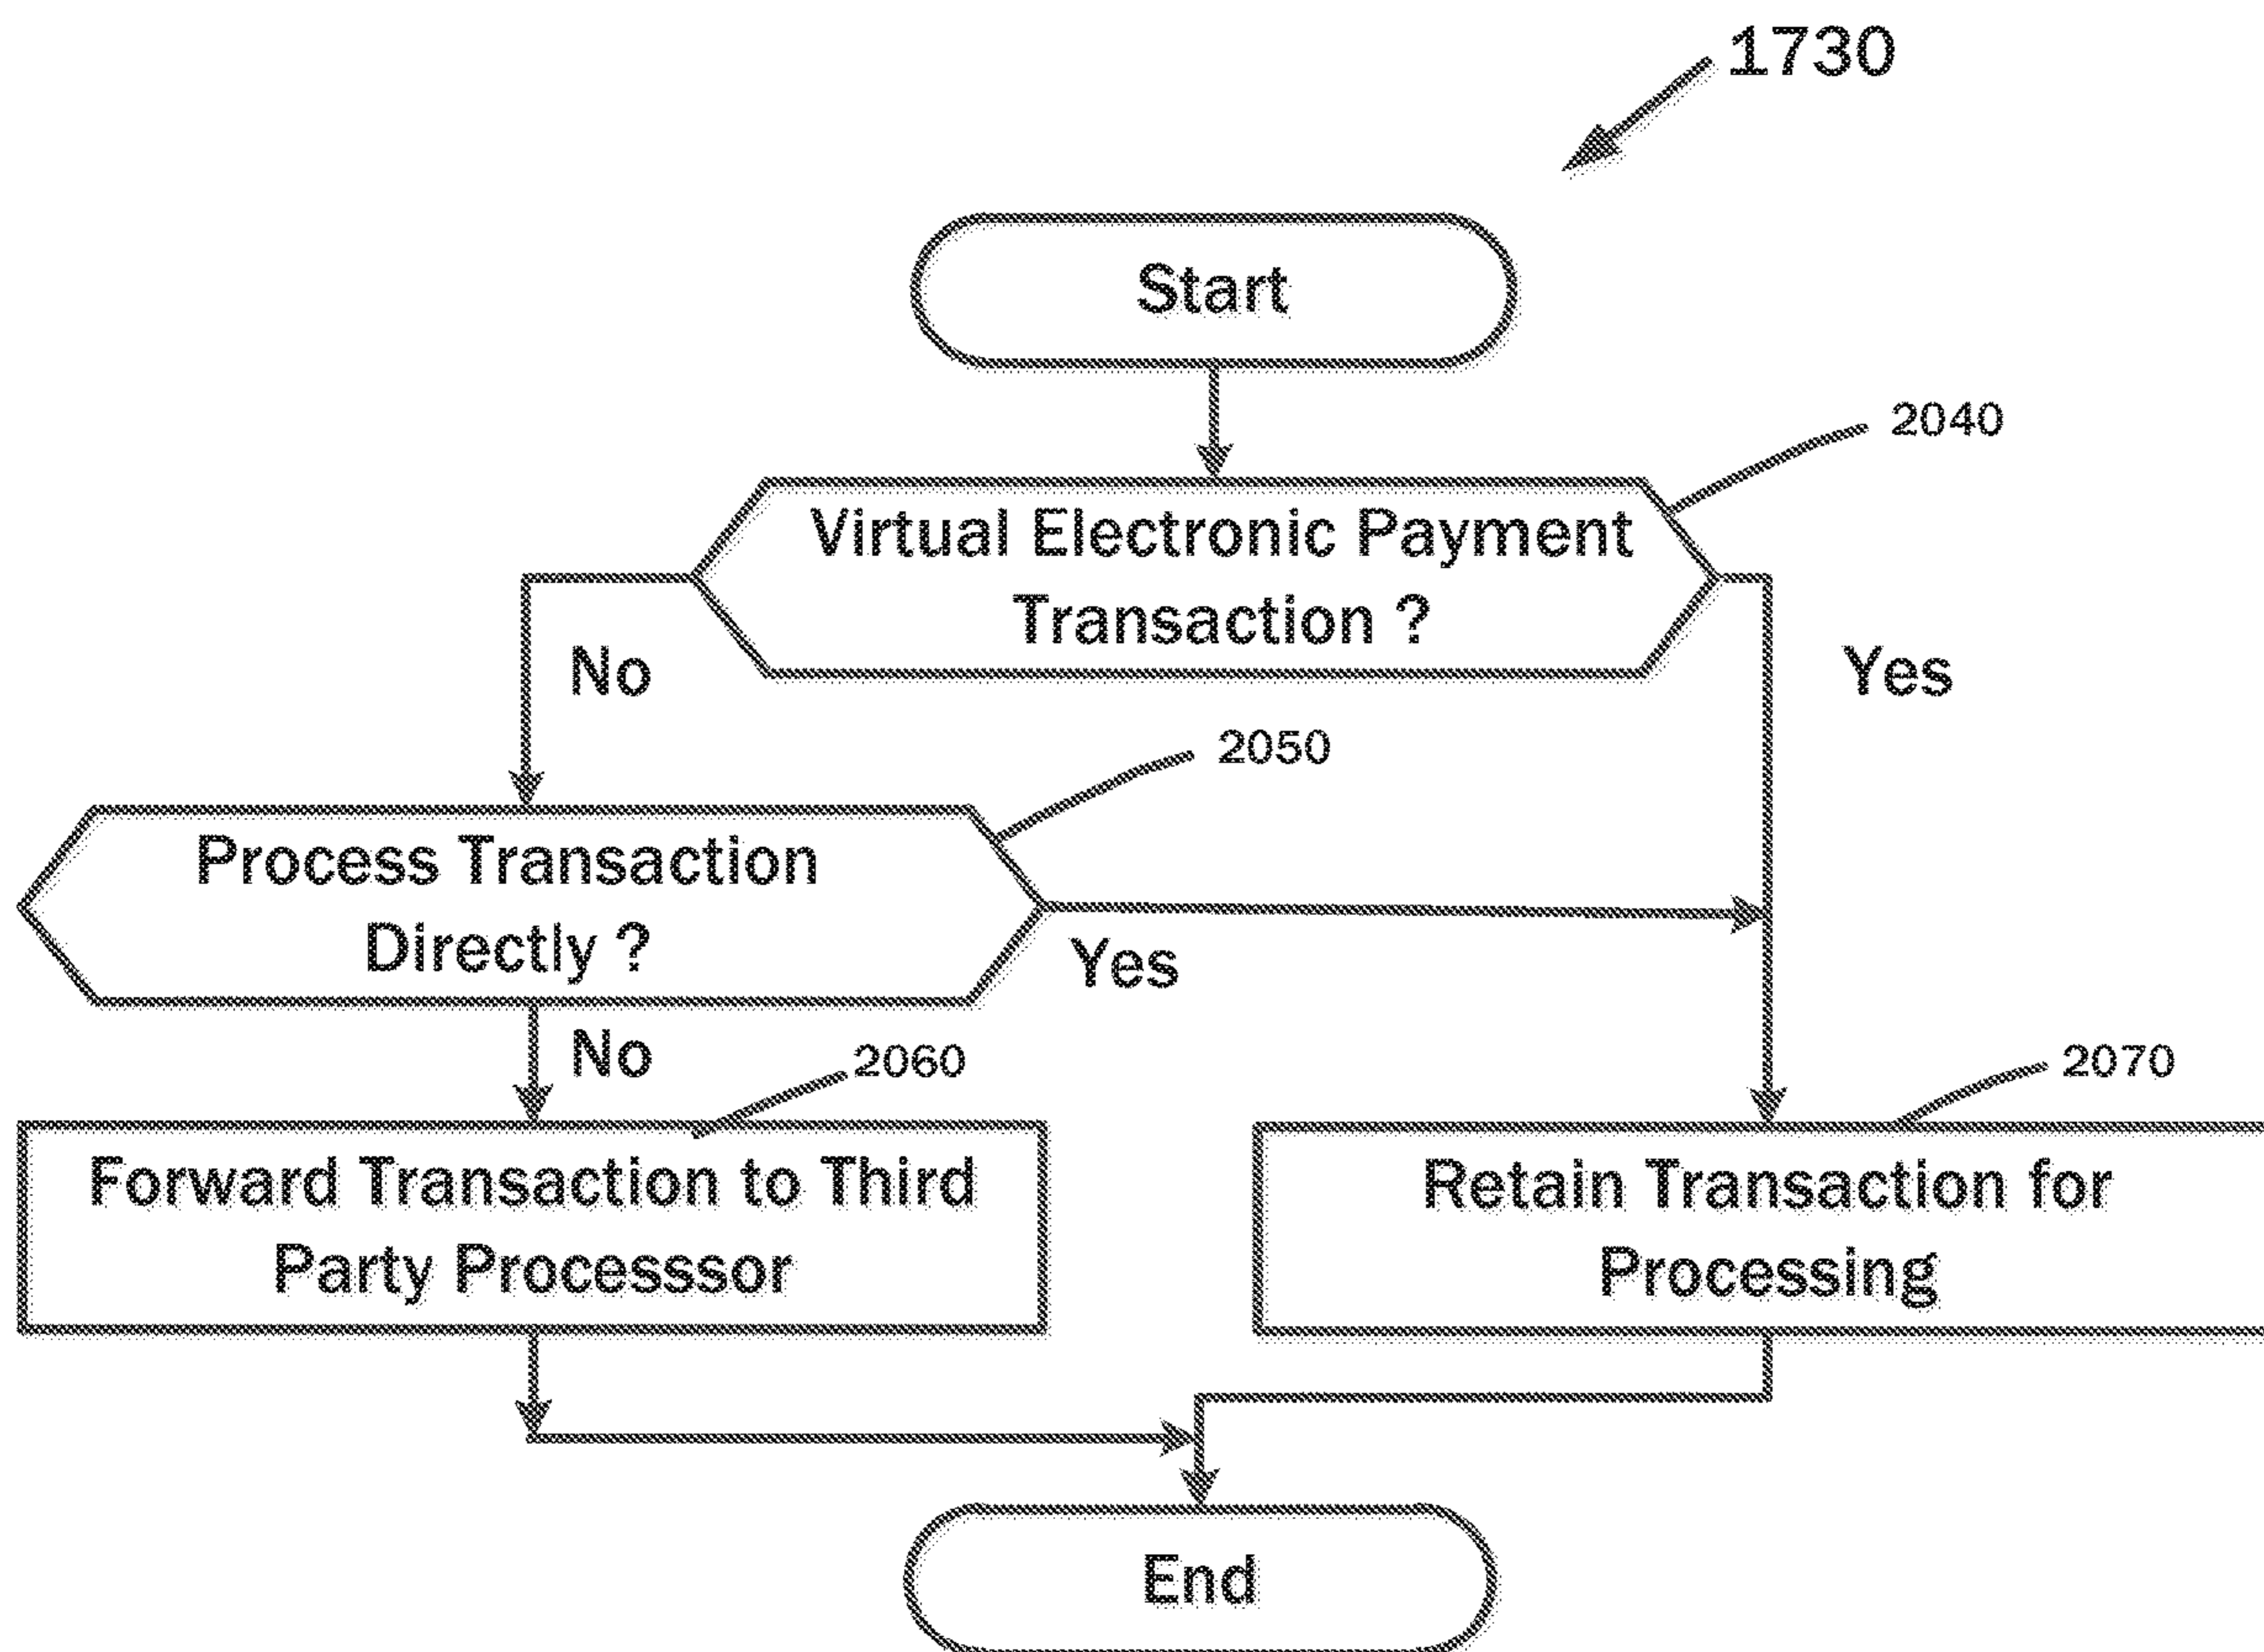 1730
Start
2040
Virtual Electronic Payment
Transaction ?
No
Yes
2050
Process Transaction
Directly ?
Yes
No
2060
2070
Forward Transaction to Third
Party Processsor
Retain Transaction for
Processing
End